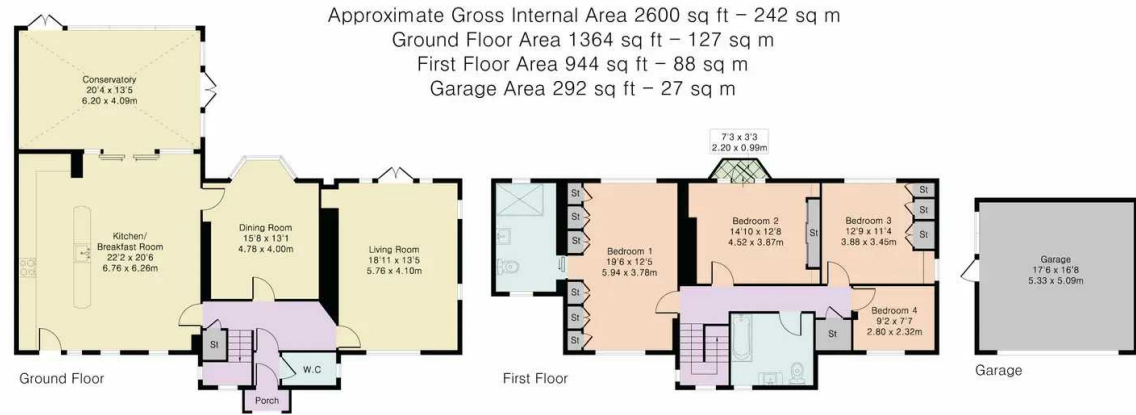 Approximate Gross Internal Area 2600 sq ft – 242 sq m
Ground Floor Area 1364 sq ft – 127 sq m
First Floor Area 944 sq ft – 88 sq m
Garage Area 292 sq ft – 27 sq m
Conservatory
20'4 x 13'5
6.20 x 4.09m
Kitchen/
Breakfast Room
22'2 x 20'6
6.76 x 6.26m
Dining Room
15'8 x 13'1
4.78 x 4.00m
Living Room
18'11 x 13'5
5.76 x 4.10m
St
W.C
Porch
Ground Floor
7'3 x 3'3
2.20 x 0.99m
St
St
St
Bedroom 1
19'6 x 12'5
5.94 x 3.78m
St
St
St
Bedroom 2
14'10 x 12'8
4.52 x 3.87m
St
Bedroom 3
12'9 x 11'4
3.88 x 3.45m
St
St
St
Bedroom 4
9'2 x 7'7
2.80 x 2.32m
St
First Floor
Garage
17'6 x 16'8
5.33 x 5.09m
Garage